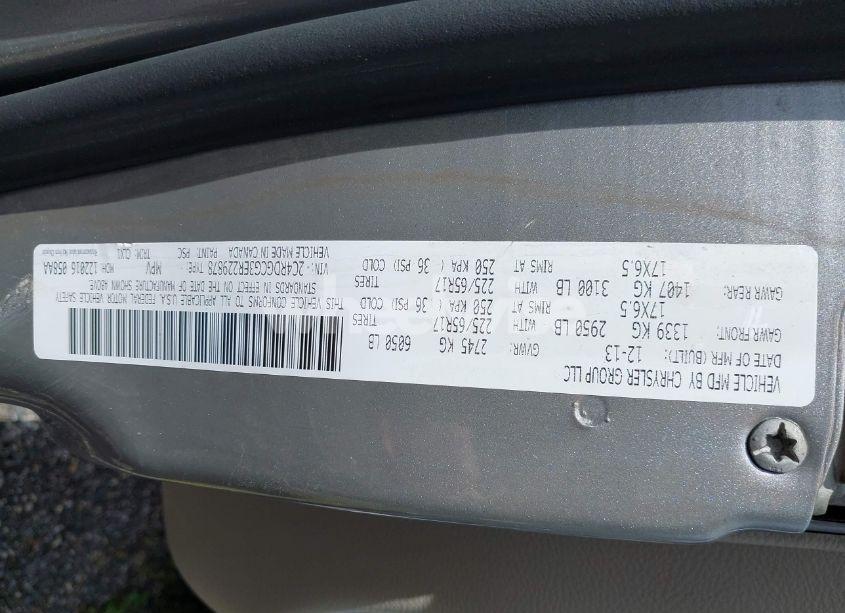 VEHICLE MFD BY CHRYSLER GROUP LLC
DATE OF MFR (BUILT): 12-13 GVWR: 2745 KG 6050 LB
GAWR FRONT: 1339 KG 2950 LB WITH 225/65R17 TIRES
17X6.5 RIMS AT 250 KPA ( 36 PSI) COLD
GAWR REAR: 1407 KG 3100 LB WITH 225/65R17 TIRES
17X6.5 RIMS AT 250 KPA ( 36 PSI) COLD
THIS VEHICLE CONFORMS TO ALL APPLICABLE U.S.A. FEDERAL MOTOR VEHICLE SAFETY
STANDARDS IN EFFECT ON THE DATE OF MANUFACTURE SHOWN ABOVE
VIN: 2C4RDGCG3ER229879 TYPE: MPV MDH: 122016 058AA
VEHICLE MADE IN CANADA PAINT: PSC TRIM: CLXL